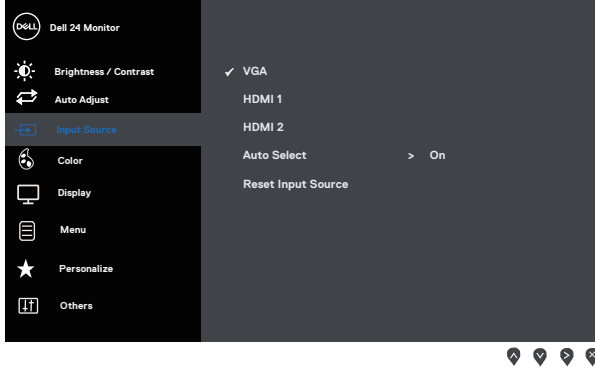 DELL Dell 24 Monitor
Brightness / Contrast
Auto Adjust
Input Source
Color
Display
Menu
Personalize
Others
✓ VGA
HDMI 1
HDMI 2
Auto Select > On
Reset Input Source